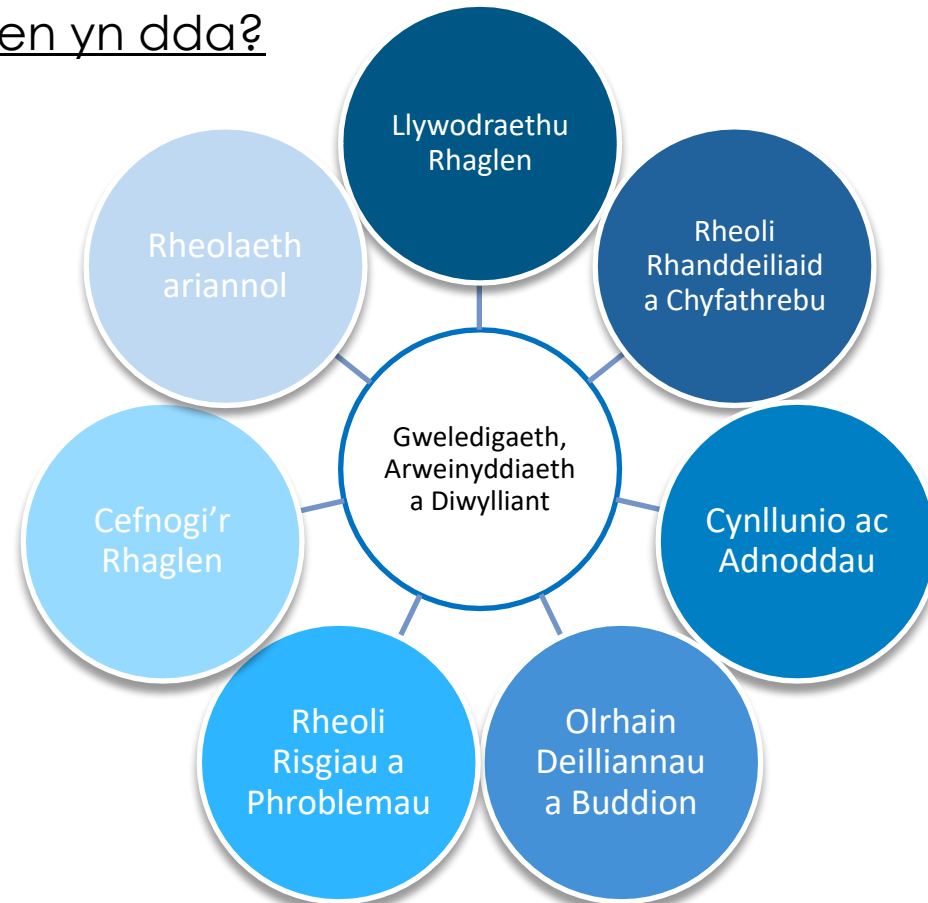 en yn dda?
Llywodraethu
Rhaglen
Rheoli
Rhanddeiliaid
a Chyfathrebu
Cynllunio ac
Adnoddau
Olrhain
Deilliannau
a Buddion
Rheoli
Risgiau a
Phroblemau
Cefnogi’r
Rhaglen
Rheolaeth
ariannol
Gweledigaeth,
Arweinyddiaeth
a Diwylliant